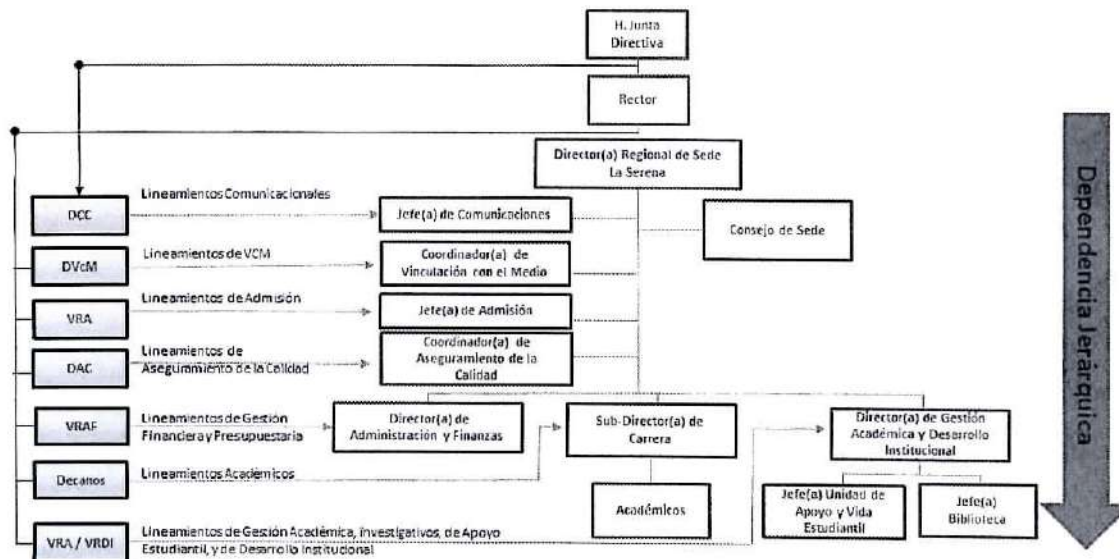 H. Junta
Directiva
Rector
Director(a) Regional de Sede
La Serena
Lineamientos Comunicacionales
DCC
Jefe(a) de Comunicaciones
Consejo de Sede
Lineamientos de VCM
DVcM
Coordinador(a) de
Vinculación con el Medio
Lineamientos de Admisión
VRA
Jefe(a) de Admisión
Lineamientos de
Aseguramiento de la Calidad
DAC
Coordinador(a) de
Aseguramiento de la
Calidad
VRAF
Lineamientos de Gestión
Financiera y Presupuestaria
Director(a) de
Administración y Finanzas
Sub-Director(a) de
Carrera
Director(a) de Gestión
Académica y Desarrollo
Institucional
Decanos
Lineamientos Académicos
Académicos
Jefe(a) Unidad de
Apoyo y Vida
Estudiantil
Jefe(a)
Biblioteca
VRA / VRDI
Lineamientos de Gestión Académica, investigativos, de Apoyo
Estudiantil, y de Desarrollo Institucional
Dependencia Jerárquica